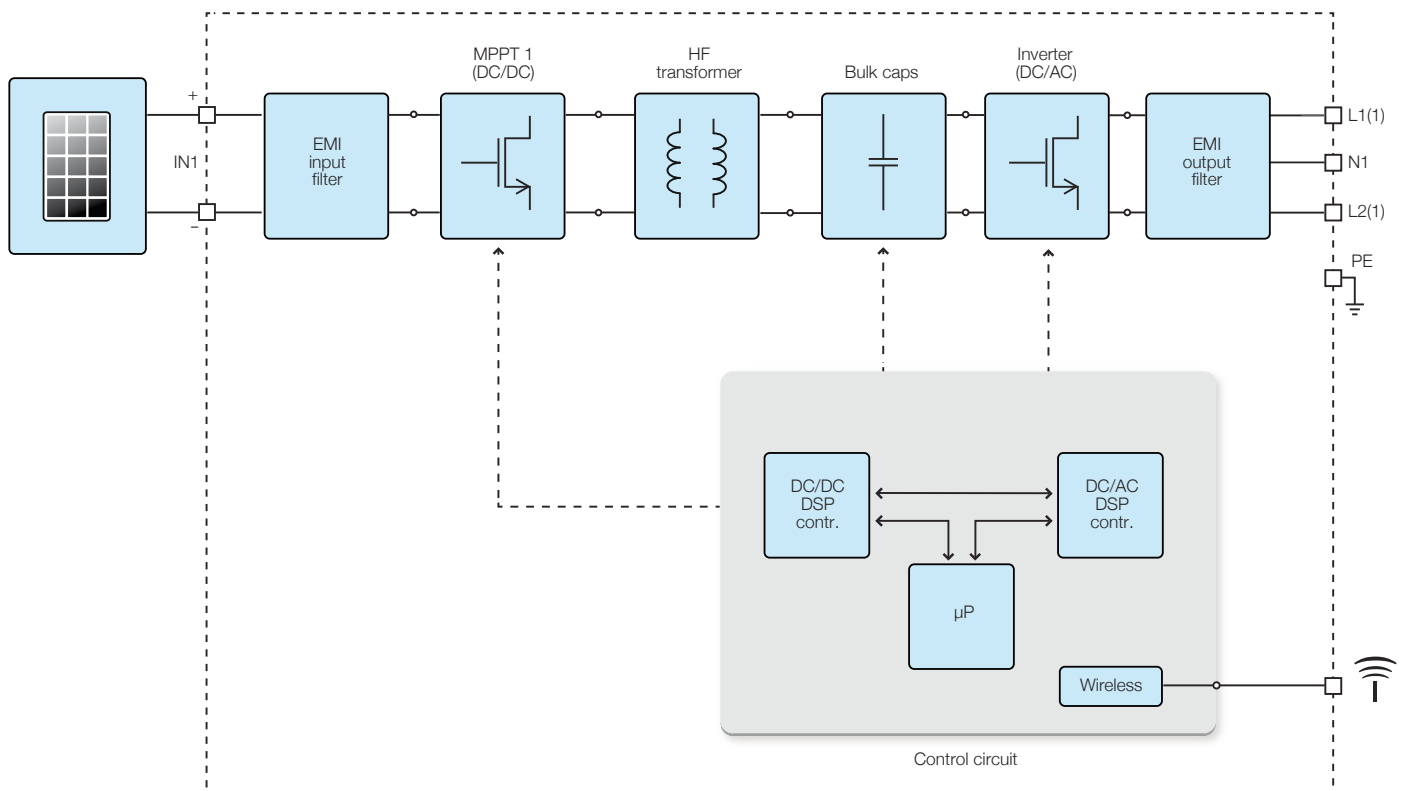 MPPT 1
(DC/DC)
HF
transformer
Bulk caps
Inverter
(DC/AC)
+
IN1
–
EMI
input
filter
EMI
output
filter
L1(1)
N1
L2(1)
PE
DC/DC
DSP
contr.
DC/AC
DSP
contr.
µP
Wireless
Control circuit